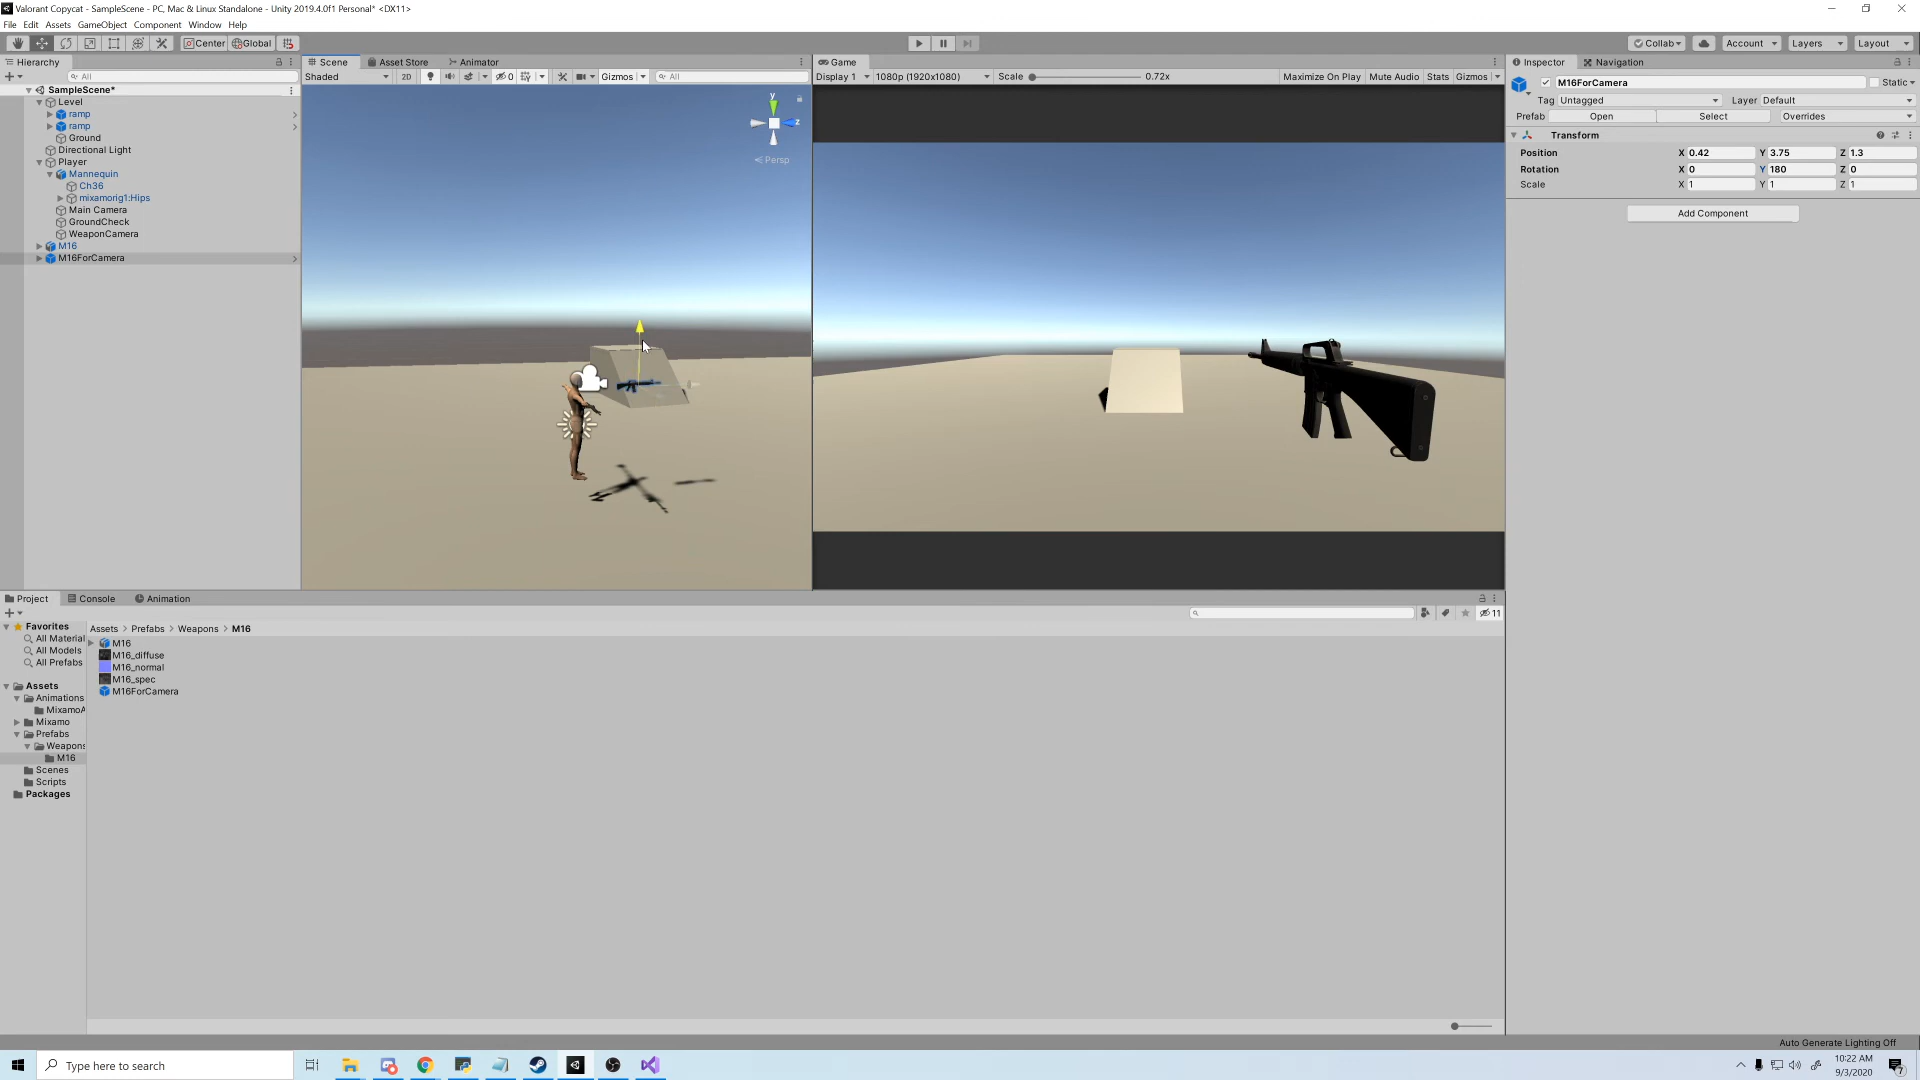 Valorant Copycat - SampleScene - PC, Mac & Linux Standalone - Unity 2019.4.0f1 Personal* <DX11>
File Edit Assets GameObject Component Window Help
Center Global
Collab Account Layers Layout
Hierarchy
All
SampleScene*
Level
ramp
ramp
Ground
Directional Light
Player
Mannequin
Ch36
mixamorig1:Hips
Main Camera
GroundCheck
WeaponCamera
M16
M16ForCamera
Scene Asset Store Animator
Shaded 2D 0 Gizmos All
y
z
Persp
Game
Display 1 1080p (1920x1080) Scale 0.72x Maximize On Play Mute Audio Stats Gizmos
Inspector Navigation
M16ForCamera Static
Tag Untagged Layer Default
Prefab Open Select Overrides
Transform
Position X 0.42 Y 3.75 Z 1.3
Rotation X 0 Y 180 Z 0
Scale X 1 Y 1 Z 1
Add Component
Project Console Animation
11
Favorites
All Material
All Models
All Prefabs
Assets
Animations
MixamoA
Mixamo
Prefabs
Weapons
M16
Scenes
Scripts
Packages
Assets > Prefabs > Weapons > M16
M16
M16_diffuse
M16_normal
M16_spec
M16ForCamera
Auto Generate Lighting Off
Type here to search
10:22 AM
9/3/2020
7